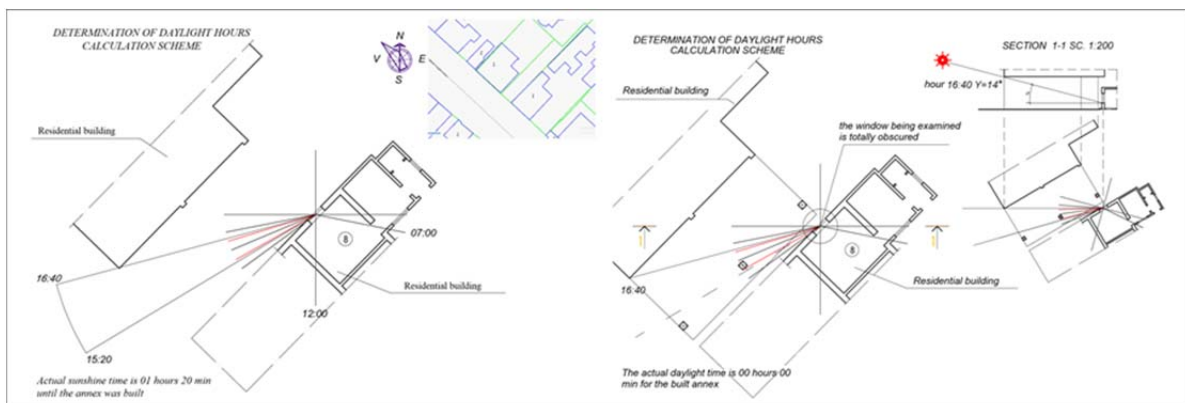 DETERMINATION OF DAYLIGHT HOURS
CALCULATION SCHEME
N
V
E
S
Residential building
8
07:00
16:40
Residential building
12:00
15:20
Actual sunshine time is 01 hours 20 min
until the annex was built
DETERMINATION OF DAYLIGHT HOURS
CALCULATION SCHEME
SECTION 1-1 SC. 1:200
hour 16:40 Y=14°
Residential building
the window being examined
is totally obscured
8
16:40
Residential building
The actual daylight time is 00 hours 00
min for the built annex